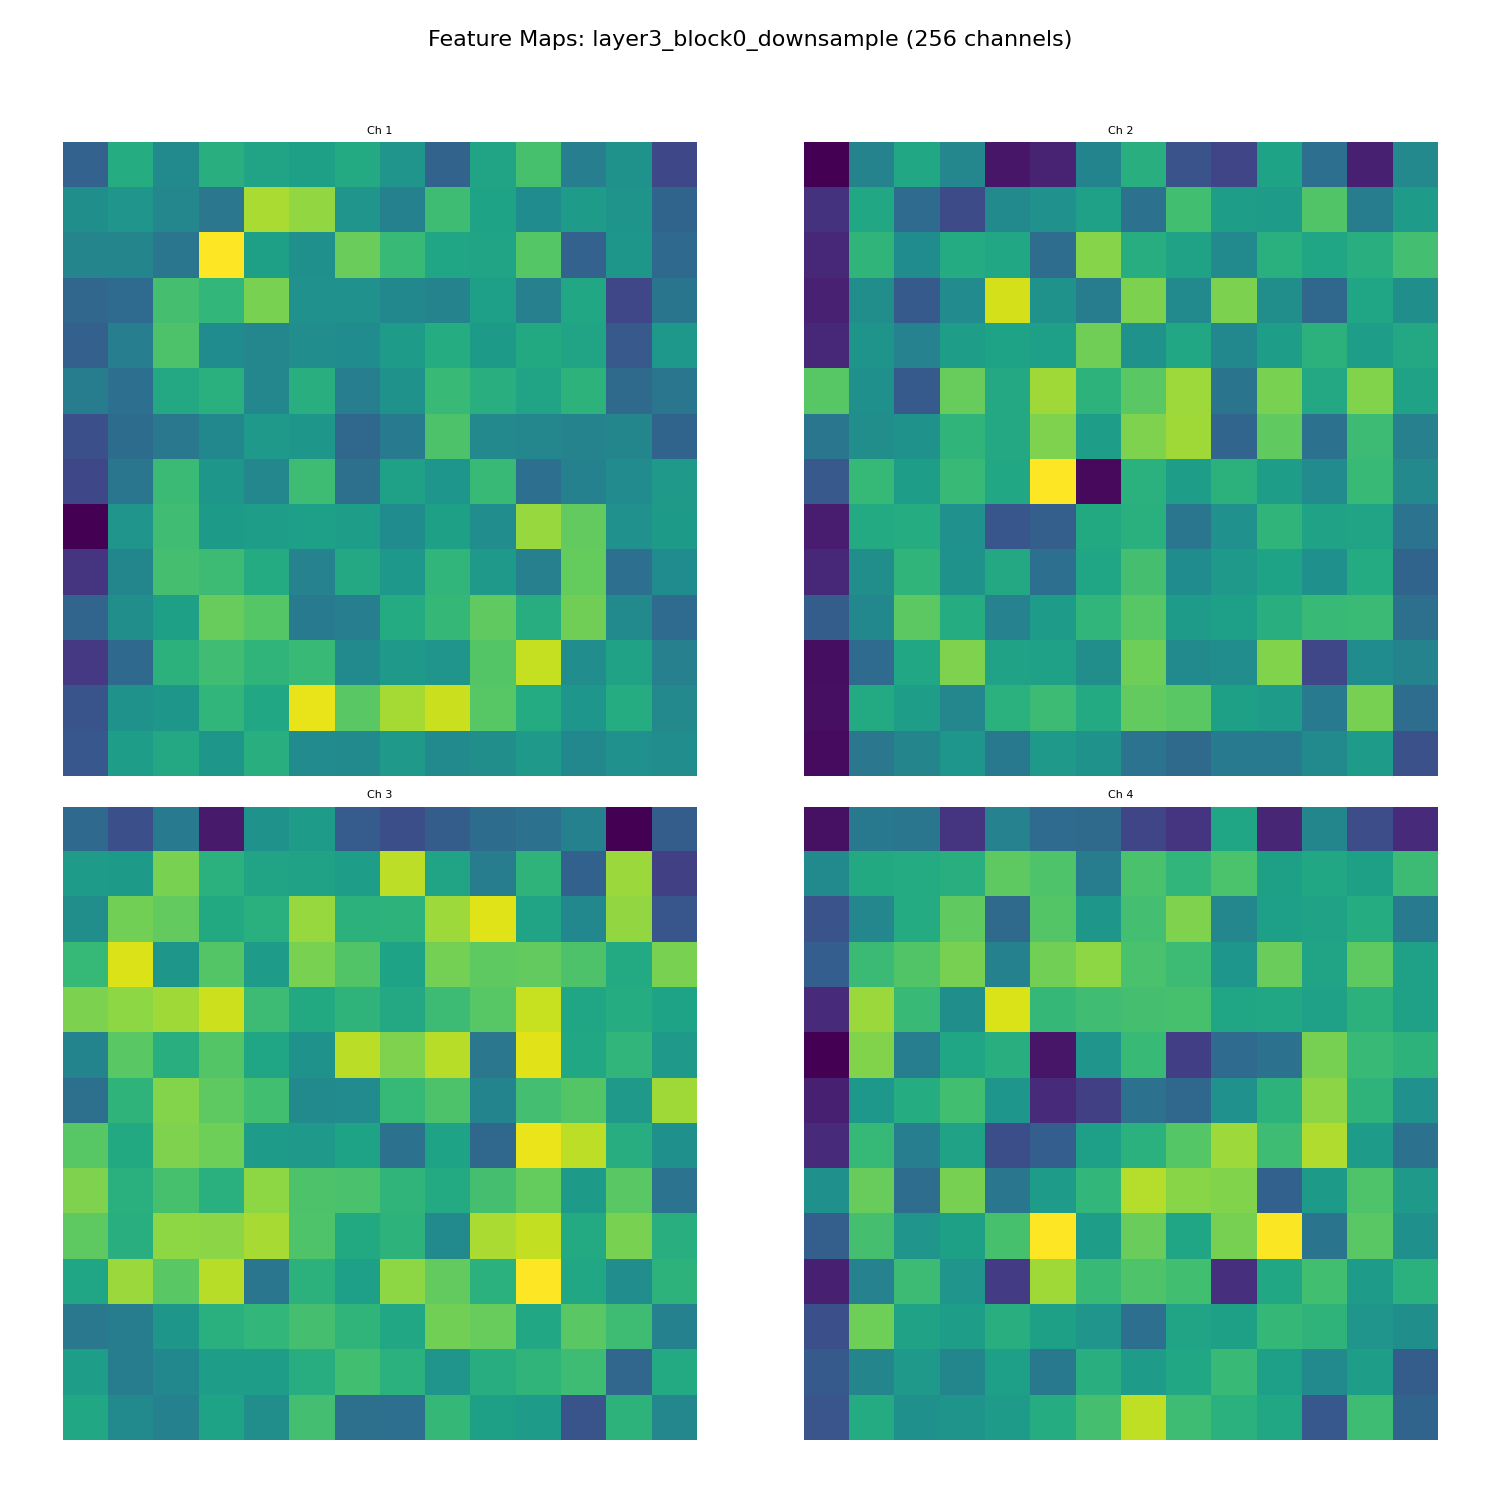 Feature Maps: layer3_block0_downsample (256 channels)
Ch 1
Ch 2
Ch 3
Ch 4